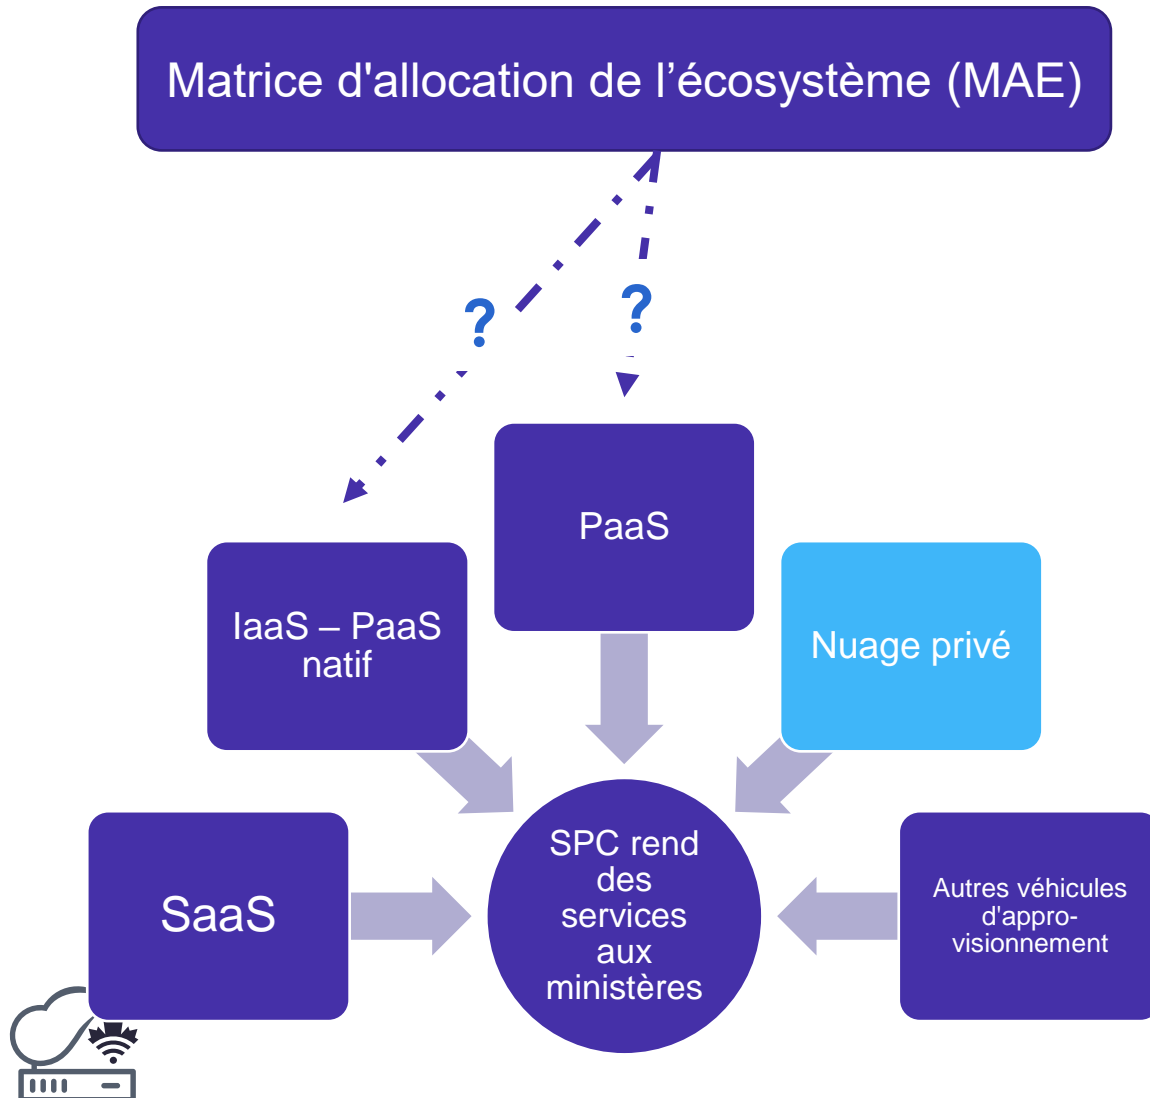 Matrice d'allocation de l’écosystème (MAE)
?
?
PaaS
IaaS – PaaS
natif
Nuage privé
SaaS
SPC rend
des
services
aux
ministères
Autres véhicules
d'appro-
visionnement